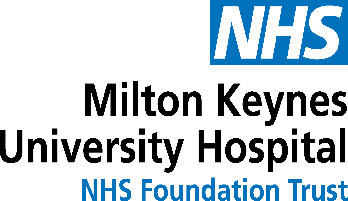 NHS
Milton Keynes
University Hospital
NHS Foundation Trust